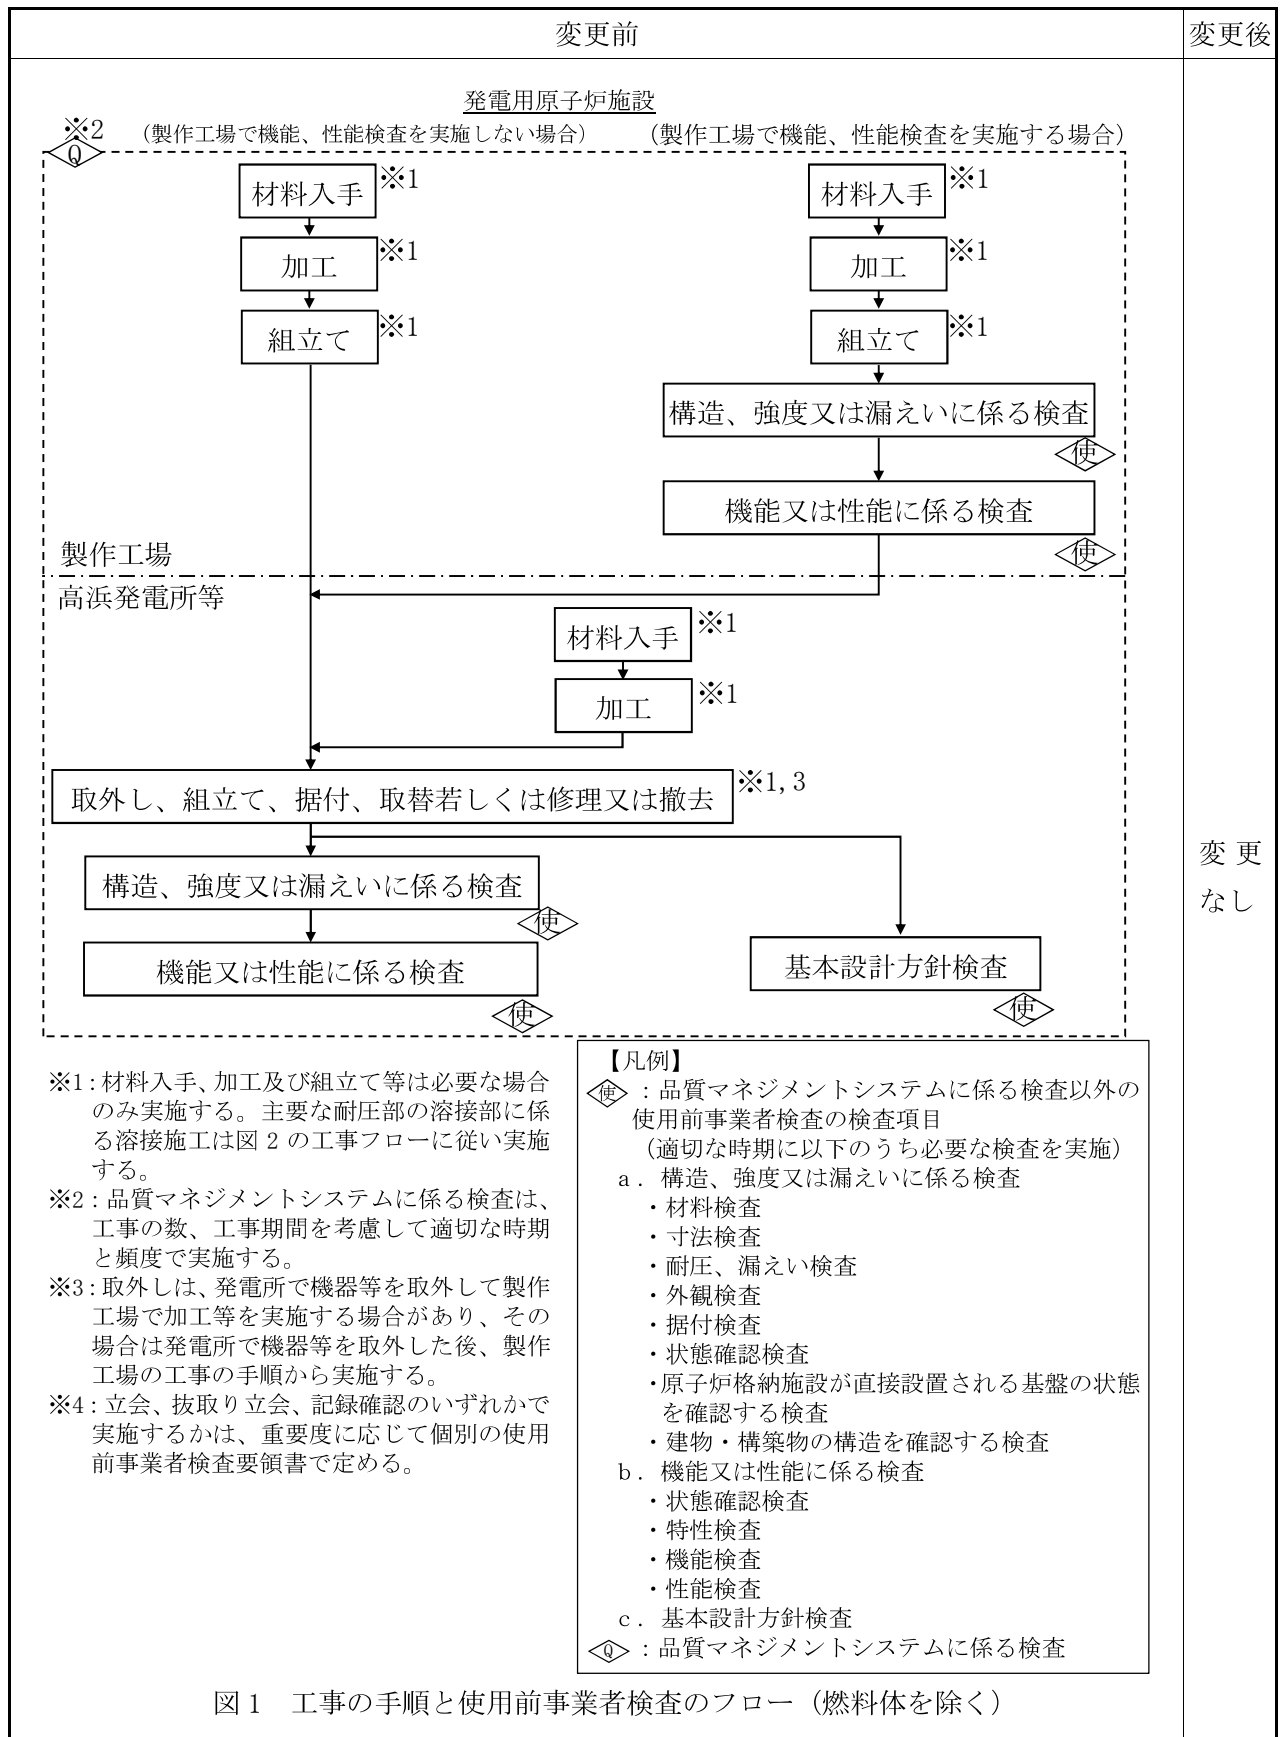 変更前
変更後
発電用原子炉施設
※2
(製作工場で機能、性能検査を実施しない場合)
(製作工場で機能、性能検査を実施する場合)
Q
材料入手 ※1
加工 ※1
組立て ※1
材料入手 ※1
加工 ※1
組立て ※1
構造、強度又は漏えいに係る検査
使
機能又は性能に係る検査
使
製作工場
高浜発電所等
材料入手 ※1
加工 ※1
取外し、組立て、据付、取替若しくは修理又は撤去 ※1,3
構造、強度又は漏えいに係る検査
使
機能又は性能に係る検査
使
基本設計方針検査
使
変更
なし
※1:材料入手、加工及び組立て等は必要な場合
のみ実施する。主要な耐圧部の溶接部に係
る溶接施工は図2の工事フローに従い実施
する。
※2:品質マネジメントシステムに係る検査は、
工事の数、工事期間を考慮して適切な時期
と頻度で実施する。
※3:取外しは、発電所で機器等を取外して製作
工場で加工等を実施する場合があり、その
場合は発電所で機器等を取外した後、製作
工場の工事の手順から実施する。
※4:立会、抜取り立会、記録確認のいずれかで
実施するかは、重要度に応じて個別の使用
前事業者検査要領書で定める。
【凡例】
使:品質マネジメントシステムに係る検査以外の
使用前事業者検査の検査項目
(適切な時期に以下のうち必要な検査を実施)
a. 構造、強度又は漏えいに係る検査
・材料検査
・寸法検査
・耐圧、漏えい検査
・外観検査
・据付検査
・状態確認検査
・原子炉格納施設が直接設置される基盤の状態
を確認する検査
・建物・構築物の構造を確認する検査
b. 機能又は性能に係る検査
・状態確認検査
・特性検査
・機能検査
・性能検査
c. 基本設計方針検査
Q:品質マネジメントシステムに係る検査
図1 工事の手順と使用前事業者検査のフロー(燃料体を除く)